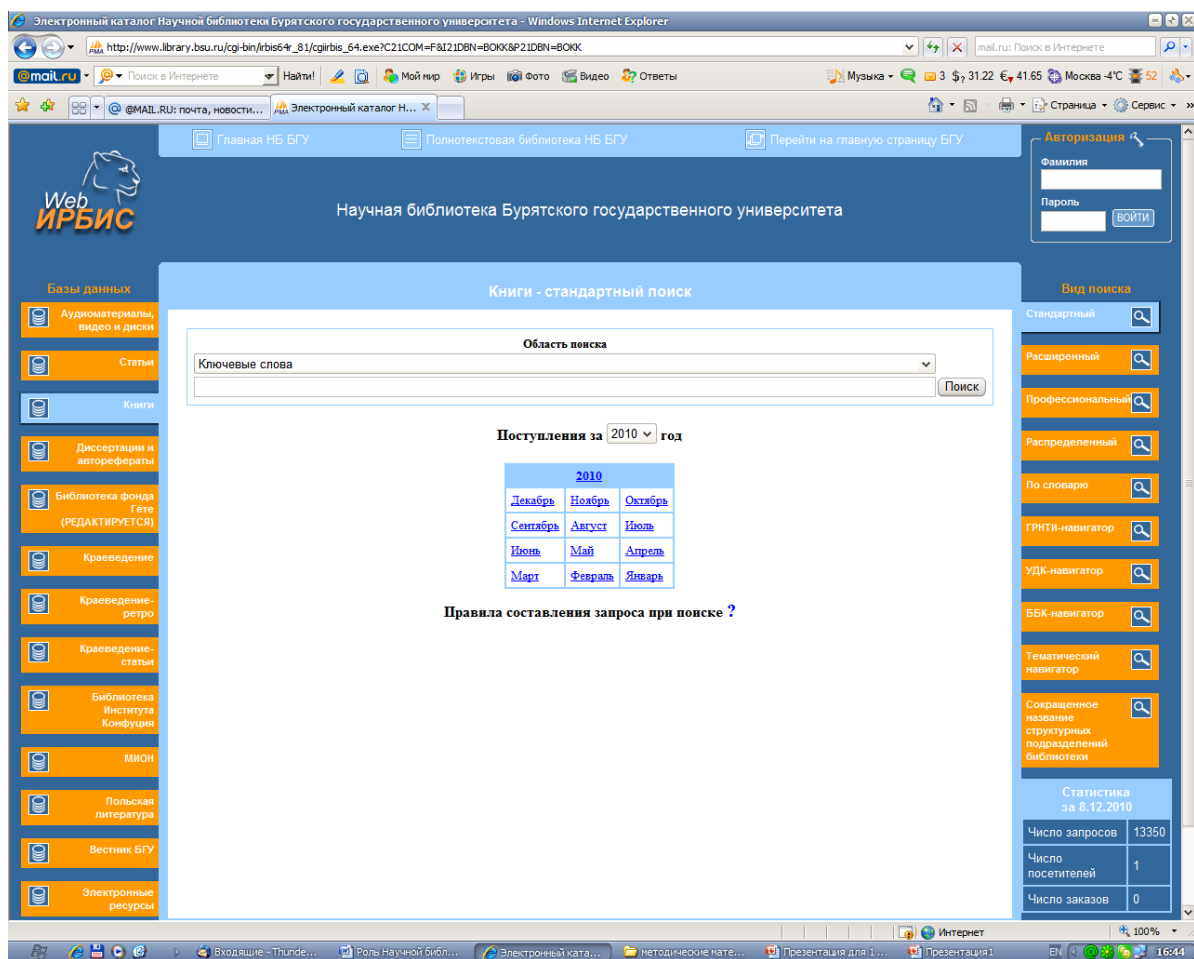 Электронный каталог Научной библиотеки Бурятского государственного университета - Windows Internet Explorer
http://www.library.bsu.ru/cgi-bin/irbis64r_81/cgiirbis_64.exe?C21COM=F&I21DBN=BOKK&P21DBN=BOKK
mail.ru: Поиск в Интернете
@mail.ru Поиск в Интернете Найти! Мой мир Игры Фото Видео Ответы Музыка 3 $ 31.22 € 41.65 Москва -4°C 52
@MAIL.RU: почта, новости... Электронный каталог Н... X Страница Сервис »
Главная НБ БГУ Полнотекстовая библиотека НБ БГУ Перейти на главную страницу БГУ
Web
ИРБИС
Научная библиотека Бурятского государственного университета
Авторизация
Фамилия
Пароль
ВОЙТИ
Базы данных
Аудиоматериалы,
видео и диски
Статьи
Книги
Диссертации и
авторефераты
Библиотека фонда
Гёте
(РЕДАКТИРУЕТСЯ)
Краеведение
Краеведение-
ретро
Краеведение-
статьи
Библиотека
Института
Конфуция
МИОН
Польская
литература
Вестник БГУ
Электронные
ресурсы
Книги - стандартный поиск
Область поиска
Ключевые слова
Поиск
Поступления за 2010 год
2010
Декабрь Ноябрь Октябрь
Сентябрь Август Июль
Июнь Май Апрель
Март Февраль Январь
Правила составления запроса при поиске ?
Вид поиска
Стандартный
Расширенный
Профессиональный
Распределенный
По словарю
ГРНТИ-навигатор
УДК-навигатор
ББК-навигатор
Тематический
навигатор
Сокращенное
название
структурных
подразделений
библиотеки
Статистика
за 8.12.2010
Число запросов 13350
Число
посетителей 1
Число заказов 0
Интернет 100%
Входящие - Thunde... Роль Научной библ... Электронный ката... методические мате... Презентация для 1 ... Презентация1 EN 16:44